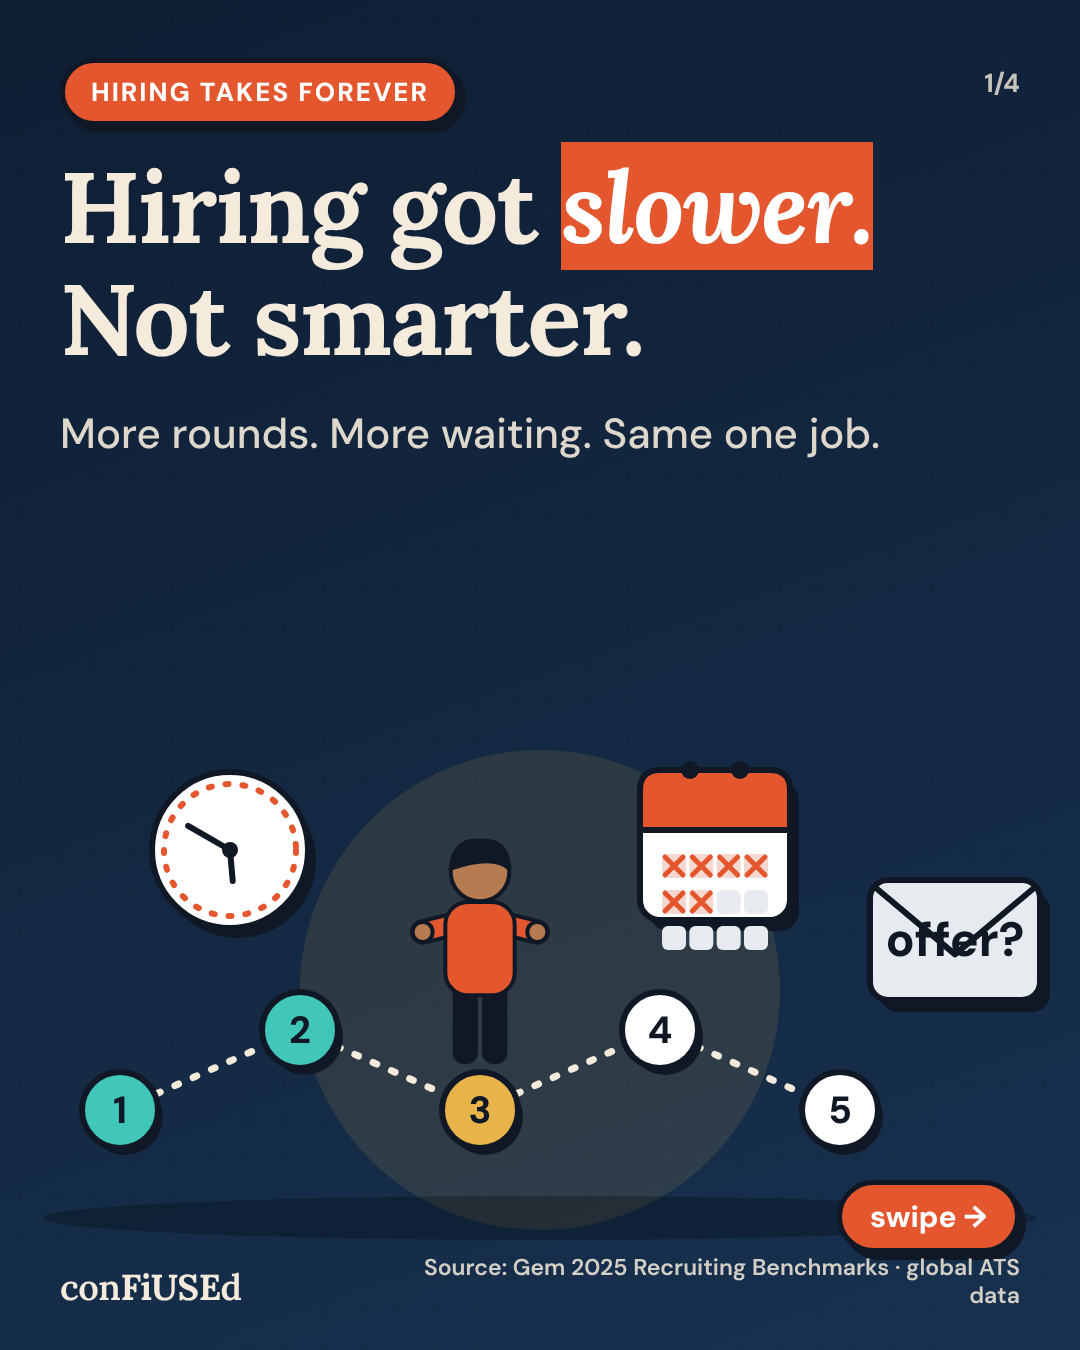 HIRING TAKES FOREVER
1/4
Hiring got slower.
Not smarter.
More rounds. More waiting. Same one job.
offer?
2
4
1
3
5
swipe →
Source: Gem 2025 Recruiting Benchmarks · global ATS
data
conFiUSEd